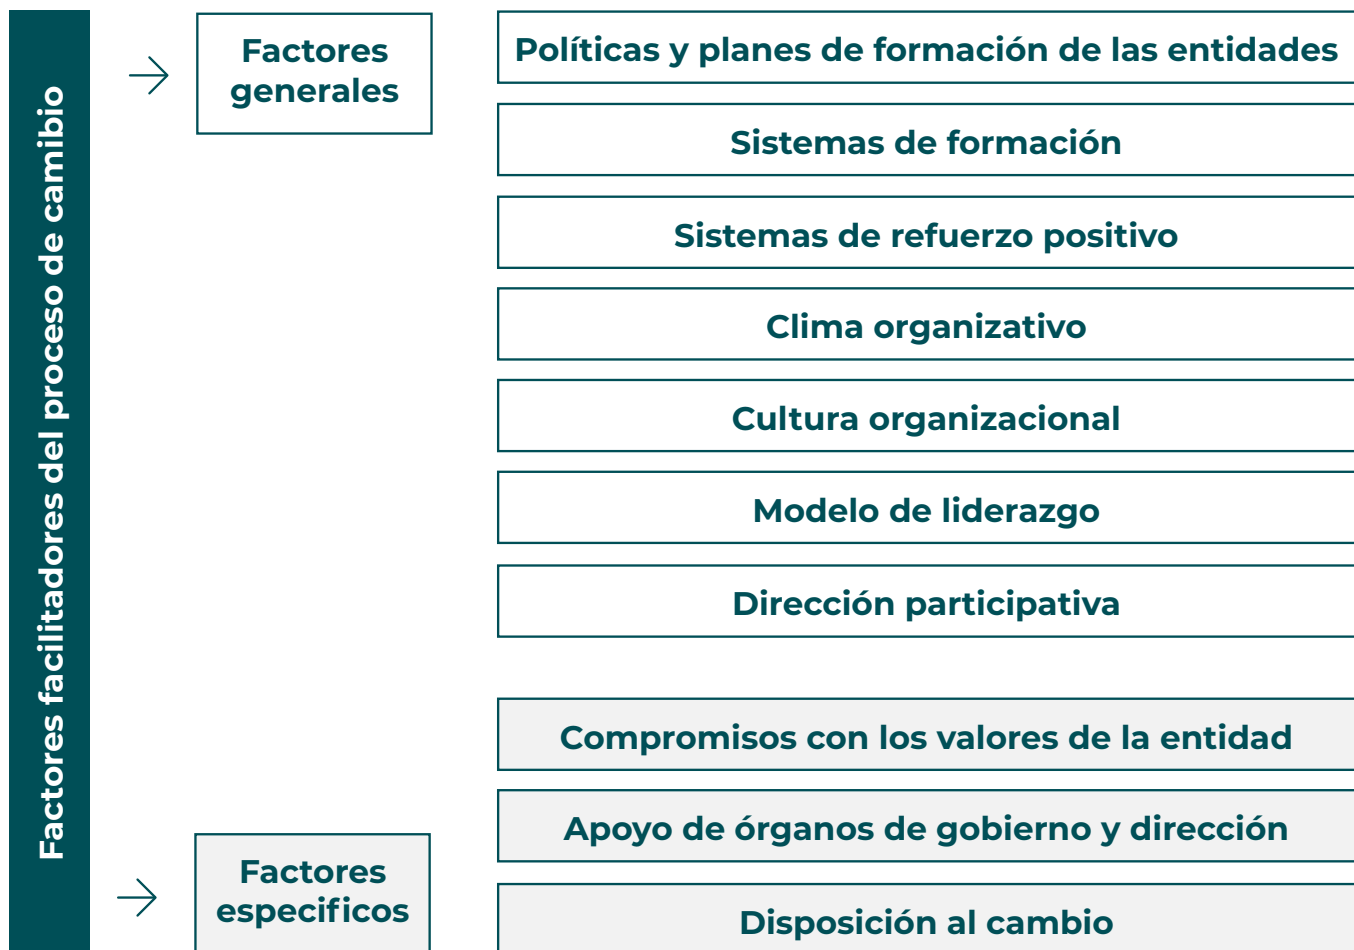 Factores facilitadores del proceso de camibio
Factores
generales
Políticas y planes de formación de las entidades
Sistemas de formación
Sistemas de refuerzo positivo
Clima organizativo
Cultura organizacional
Modelo de liderazgo
Dirección participativa
Factores
especificos
Compromisos con los valores de la entidad
Apoyo de órganos de gobierno y dirección
Disposición al cambio